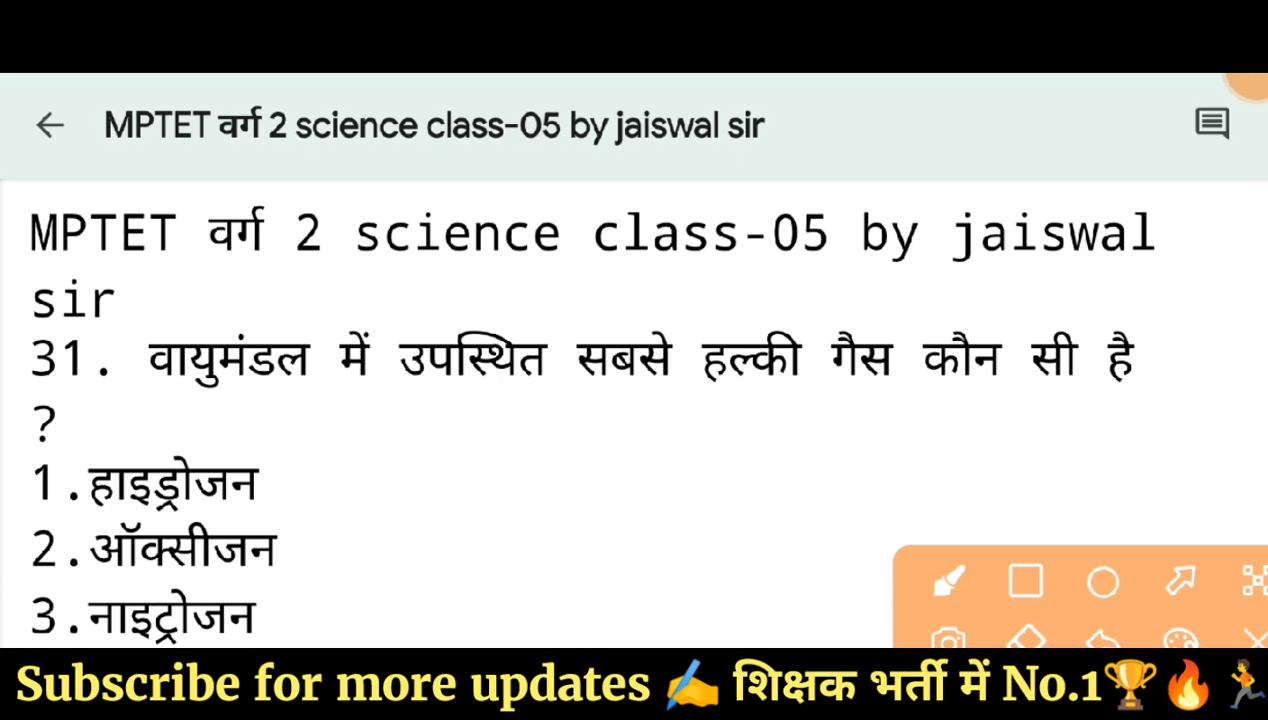 MPTET वर्ग 2 science class-05 by jaiswal sir
MPTET वर्ग 2 science class-05 by jaiswal
sir
31. वायुमंडल में उपस्थित सबसे हल्की गैस कौन सी है
?
1.हाइड्रोजन
2.ऑक्सीजन
3.नाइट्रोजन
Subscribe for more updates ✍️ शिक्षक भर्ती में No.1🏆🔥🏃